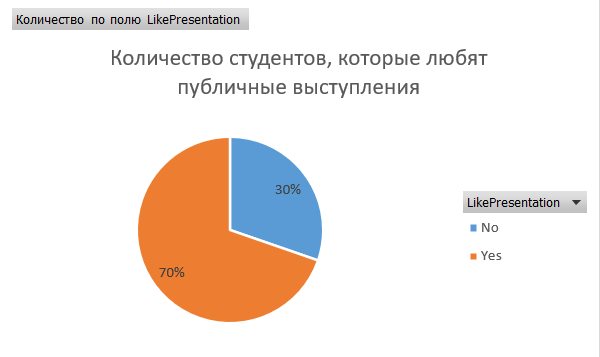 Количество по полю LikePresentation
Количество студентов, которые любят
публичные выступления
30%
70%
LikePresentation
No
Yes